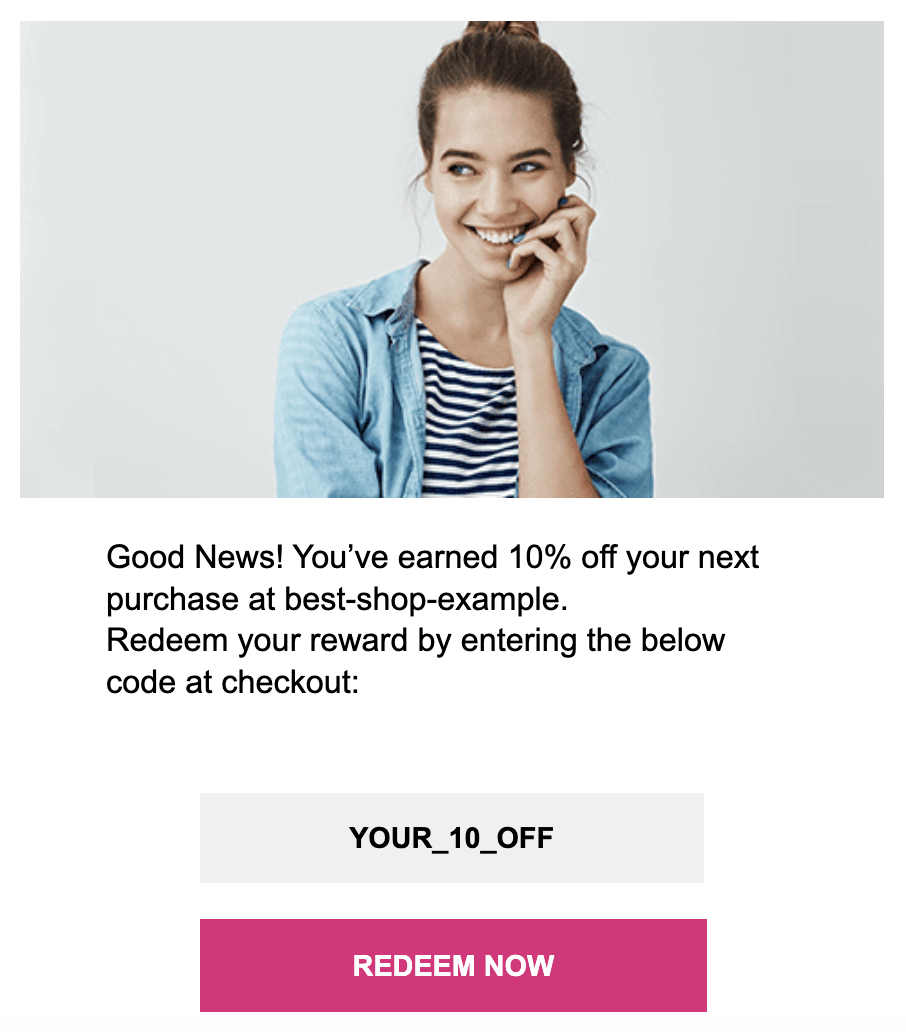 Good News! You’ve earned 10% off your next
purchase at best-shop-example.
Redeem your reward by entering the below
code at checkout:
YOUR_10_OFF
REDEEM NOW